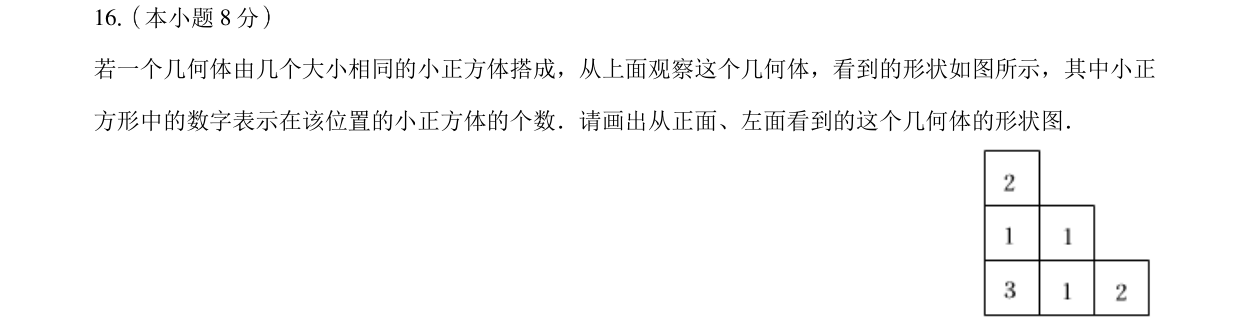 16.（本小题 8 分）
若一个几何体由几个大小相同的小正方体搭成，从上面观察这个几何体，看到的形状如图所示，其中小正
方形中的数字表示在该位置的小正方体的个数．请画出从正面、左面看到的这个几何体的形状图．
2
1 1
3 1 2